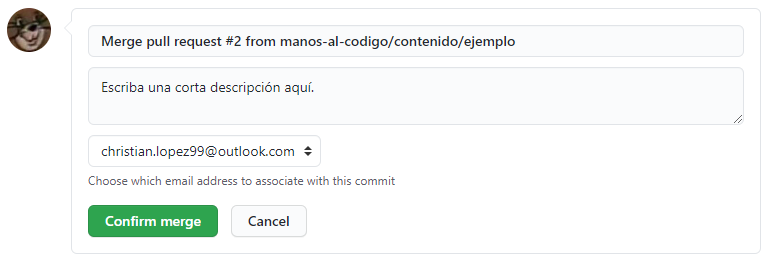 Merge pull request #2 from manos-al-codigo/contenido/ejemplo
Escriba una corta descripción aquí.
christian.lopez99@outlook.com
Choose which email address to associate with this commit
Confirm merge
Cancel